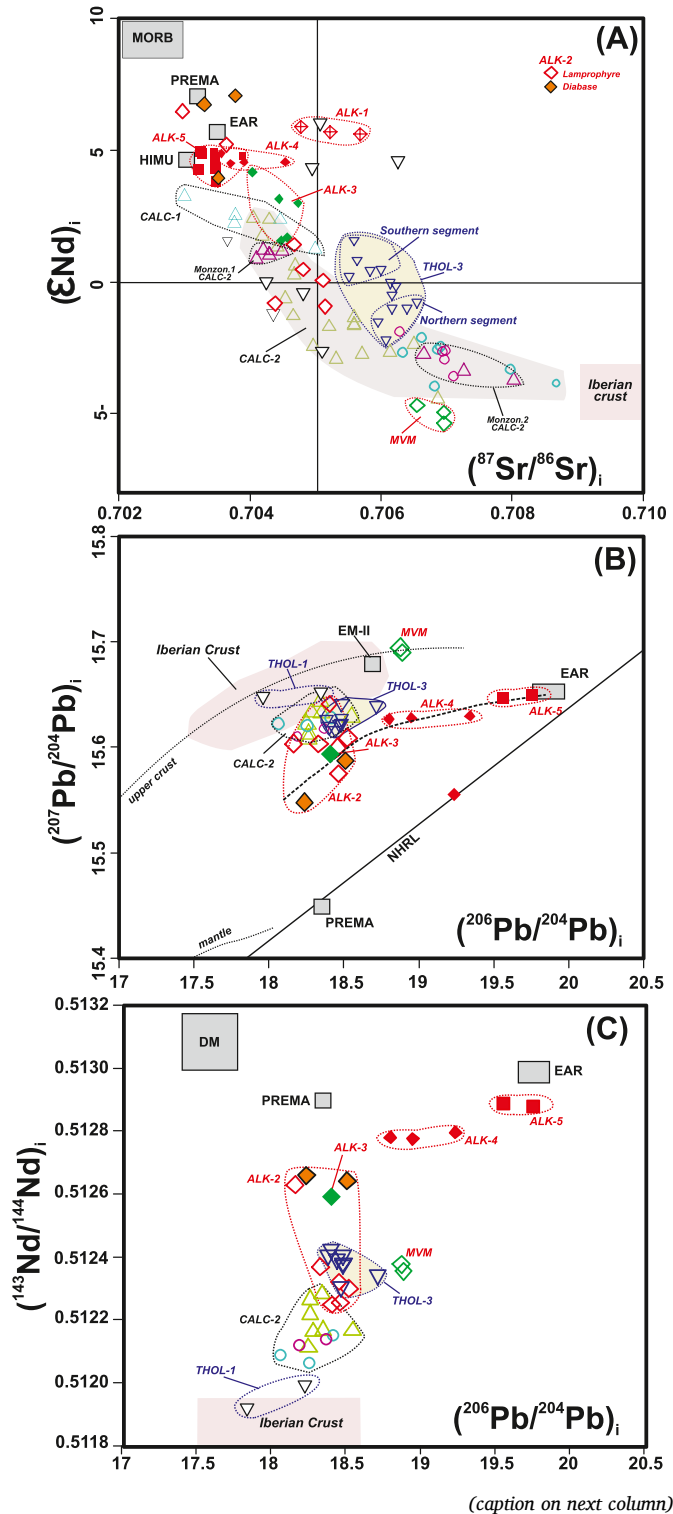 (A)
MORB
PREMA
EAR
HIMU
ALK-2
Lamprophyre
Diabase
ALK-1
ALK-5
ALK-4
ALK-3
CALC-1
Monzon.1
CALC-2
Southern segment
THOL-3
Northern segment
CALC-2
Monzon.2
CALC-2
MVM
Iberian
crust
(εNd)i
10
5
0
5-
(87Sr/86Sr)i
0.702
0.704
0.706
0.708
0.710
(B)
Iberian Crust
EM-II
MVM
THOL-1
THOL-3
EAR
ALK-4
ALK-5
CALC-2
ALK-3
ALK-2
upper crust
NHRL
PREMA
mantle
(207Pb/204Pb)i
15.8
15.7
15.6
15.5
15.4
(206Pb/204Pb)i
17
17.5
18
18.5
19
19.5
20
20.5
(C)
DM
EAR
PREMA
ALK-5
ALK-4
ALK-3
ALK-2
MVM
THOL-3
CALC-2
THOL-1
Iberian Crust
(143Nd/144Nd)i
0.5132
0.5130
0.5128
0.5126
0.5124
0.5122
0.5120
0.5118
(206Pb/204Pb)i
17
17.5
18
18.5
19
19.5
20
20.5
(caption on next column)